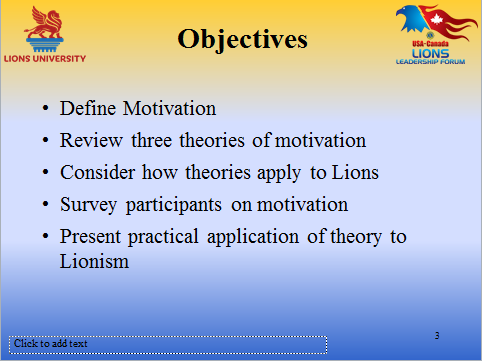 LIONS UNIVERSITY
Objectives
USA-Canada
LIONS
LEADERSHIP FORUM
• Define Motivation
• Review three theories of motivation
• Consider how theories apply to Lions
• Survey participants on motivation
• Present practical application of theory to
Lionism
Click to add text
3